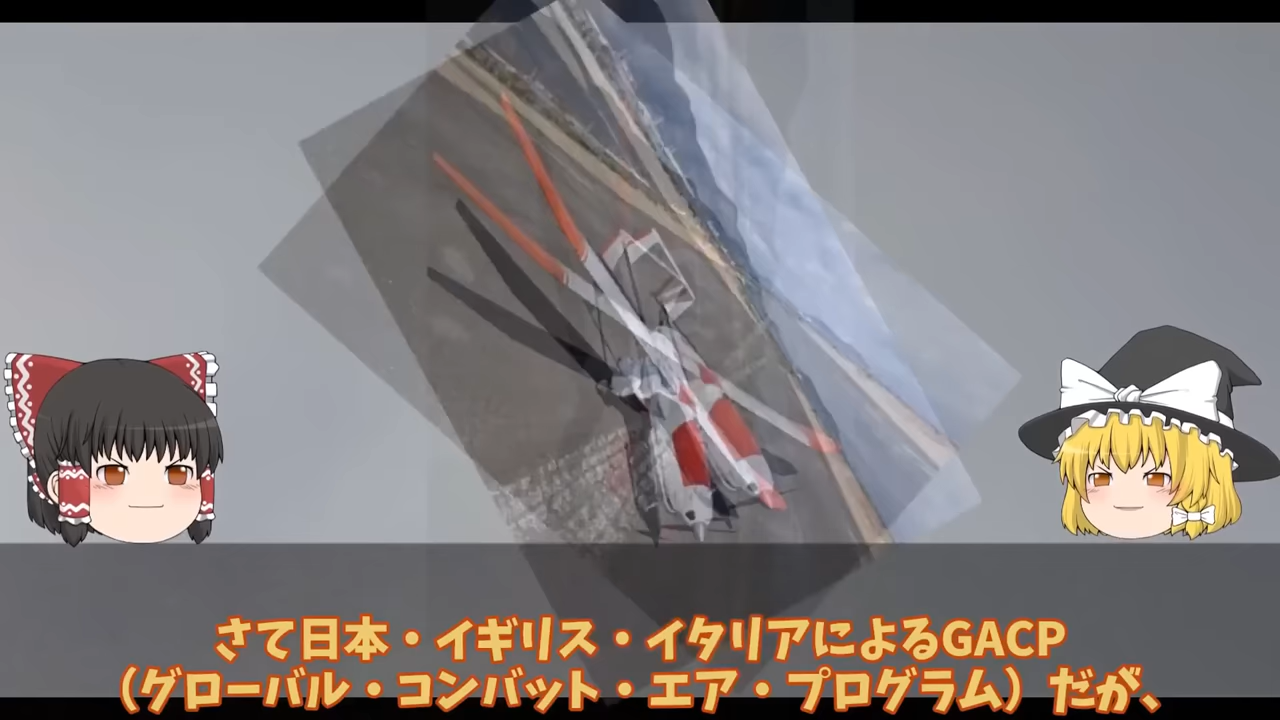 さて日本・イギリス・イタリアによるGACP
（グローバル・コンバット・エア・プログラム）だが、